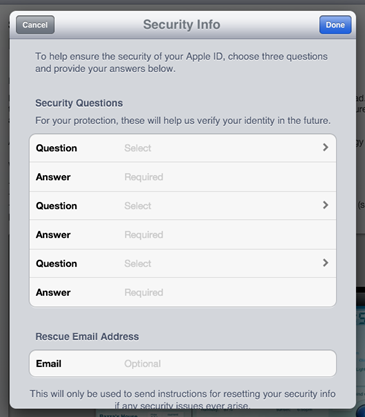 Cancel Security Info Done
To help ensure the security of your Apple ID, choose three questions
and provide your answers below.
Security Questions
For your protection, these will help us verify your identity in the future.
Question Select
Answer Required
Question Select
Answer Required
Question Select
Answer Required
Rescue Email Address
Email Optional
This will only be used to send instructions for resetting your security info
if any security issues ever arise.